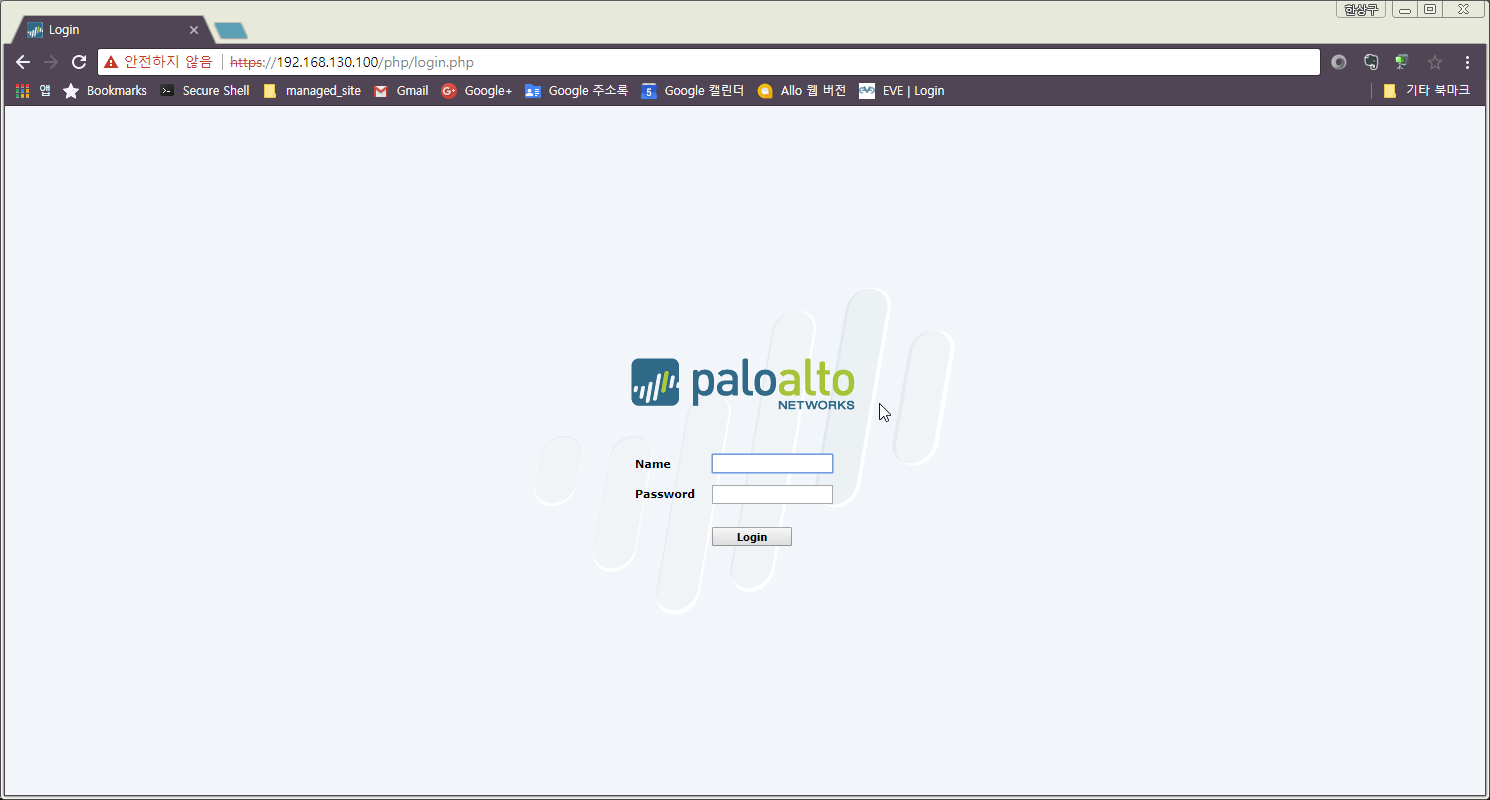 한상구
Login
안전하지 않음 https://192.168.130.100/php/login.php
앱 Bookmarks Secure Shell managed_site Gmail Google+ Google 주소록 5 Google 캘린더 Allo 웹 버전 EVE | Login 기타 북마크
paloalto
NETWORKS
Name
Password
Login